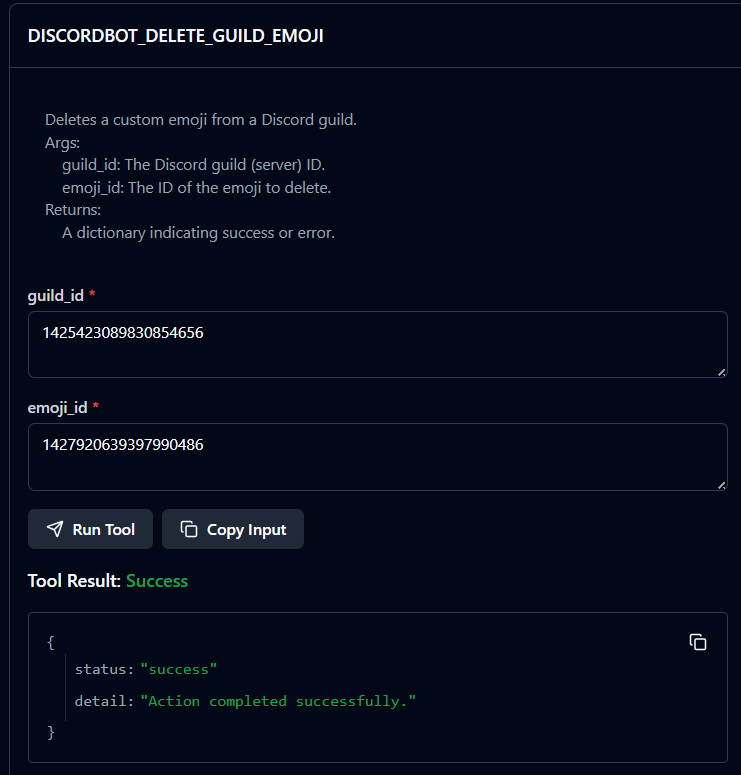 DISCORDBOT_DELETE_GUILD_EMOJI
Deletes a custom emoji from a Discord guild.
Args:
guild_id: The Discord guild (server) ID.
emoji_id: The ID of the emoji to delete.
Returns:
A dictionary indicating success or error.
guild_id *
1425423089830854656
emoji_id *
1427920639397990486
Run Tool Copy Input
Tool Result: Success
{
status: "success"
detail: "Action completed successfully."
}